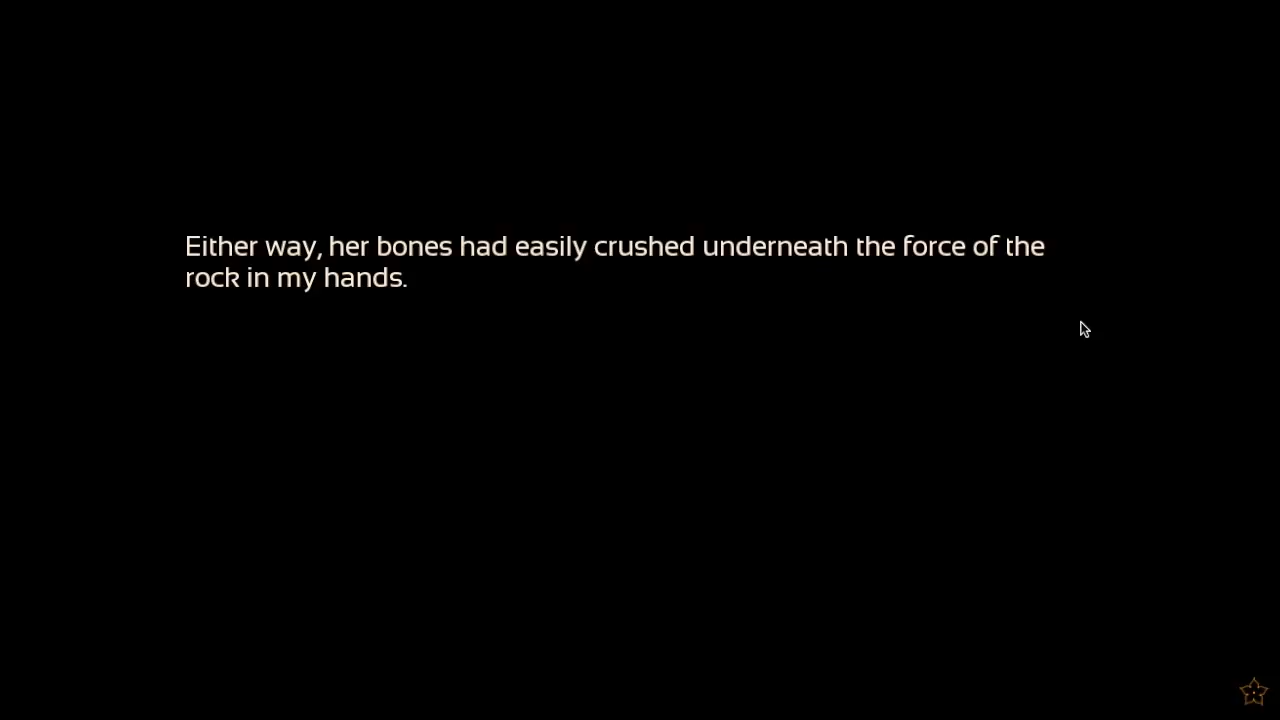 Either way, her bones had easily crushed underneath the force of the
rock in my hands.